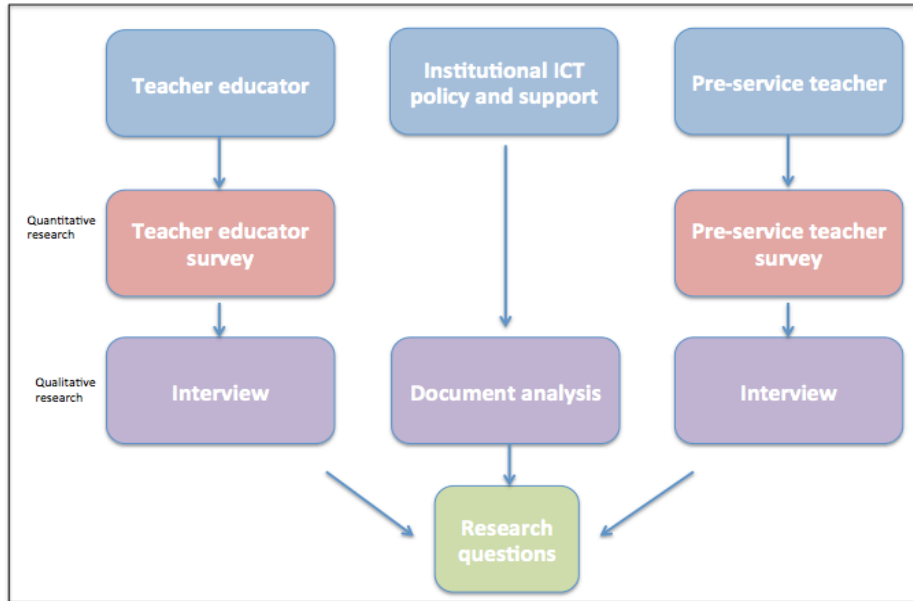 Teacher educator
Institutional ICT
policy and support
Pre-service teacher
Quantitative
research
Teacher educator
survey
Pre-service teacher
survey
Qualitative
research
Interview
Document analysis
Interview
Research
questions